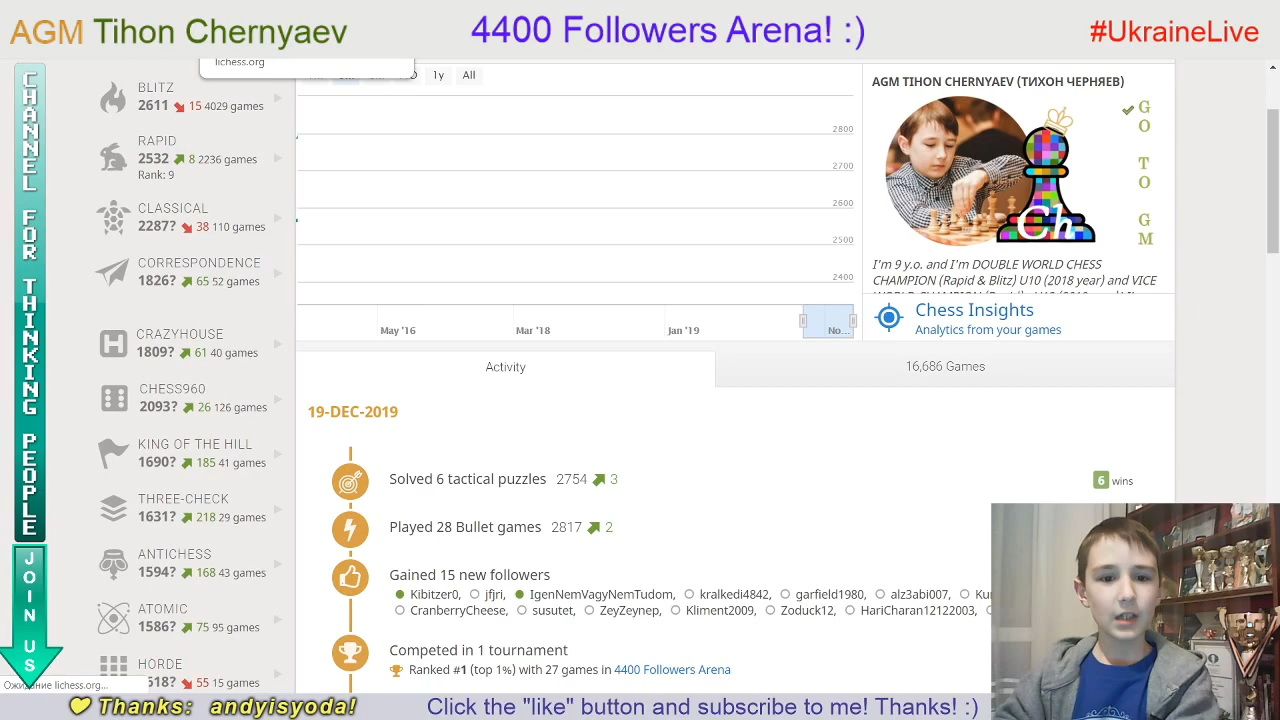 AGM Tihon Chernyaev
4400 Followers Arena! :)
#UkraineLive
CHANNEL FOR THINKING PEOPLE
JOIN US
lichess.org
BLITZ
2611 15 4029 games
RAPID
2532 8 2236 games
Rank: 9
CLASSICAL
2287? 38 110 games
CORRESPONDENCE
1826? 65 52 games
CRAZYHOUSE
1809? 61 40 games
CHESS960
2093? 26 126 games
KING OF THE HILL
1690? 185 41 games
THREE-CHECK
1631? 218 29 games
ANTICHESS
1594? 168 43 games
ATOMIC
1586? 75 95 games
HORDE
55 15 games
Ожидание lichess.org...
1y All
2800
2700
2600
2500
2400
May '16 Mar '18 Jan '19 No...
AGM TIHON CHERNYAEV (ТИХОН ЧЕРНЯЕВ)
GO TO GM
Ch
I'm 9 y.o. and I'm DOUBLE WORLD CHESS
CHAMPION (Rapid & Blitz) U10 (2018 year) and VICE
Chess Insights
Analytics from your games
Activity 16,686 Games
19-DEC-2019
Solved 6 tactical puzzles 2754 3 6 wins
Played 28 Bullet games 2817 2
Gained 15 new followers
Kibitzer0, jfjri, IgenNemVagyNemTudom, kralkedi4842, garfield1980, alz3abi007,
CranberryCheese, susutet, ZeyZeynep, Kliment2009, Zoduck12, HariCharan12122003,
Competed in 1 tournament
Ranked #1 (top 1%) with 27 games in 4400 Followers Arena
Thanks: andyisyoda!
Click the "like" button and subscribe to me! Thanks! :)